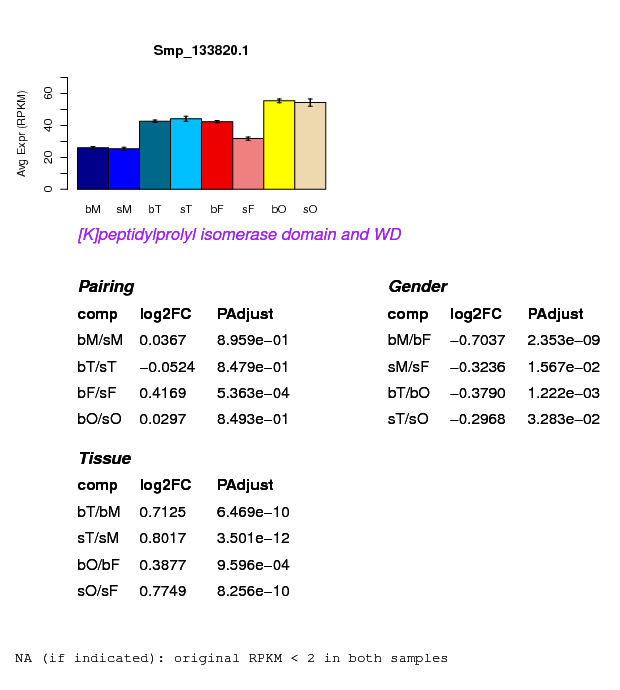 Smp_133820.1
Avg Expr (RPKM)
0 20 40 60
bM sM bT sT bF sF bO sO
[K]peptidylprolyl isomerase domain and WD
Pairing
comp log2FC PAdjust
bM/sM 0.0367 8.959e−01
bT/sT −0.0524 8.479e−01
bF/sF 0.4169 5.363e−04
bO/sO 0.0297 8.493e−01
Gender
comp log2FC PAdjust
bM/bF −0.7037 2.353e−09
sM/sF −0.3236 1.567e−02
bT/bO −0.3790 1.222e−03
sT/sO −0.2968 3.283e−02
Tissue
comp log2FC PAdjust
bT/bM 0.7125 6.469e−10
sT/sM 0.8017 3.501e−12
bO/bF 0.3877 9.596e−04
sO/sF 0.7749 8.256e−10
NA (if indicated): original RPKM < 2 in both samples